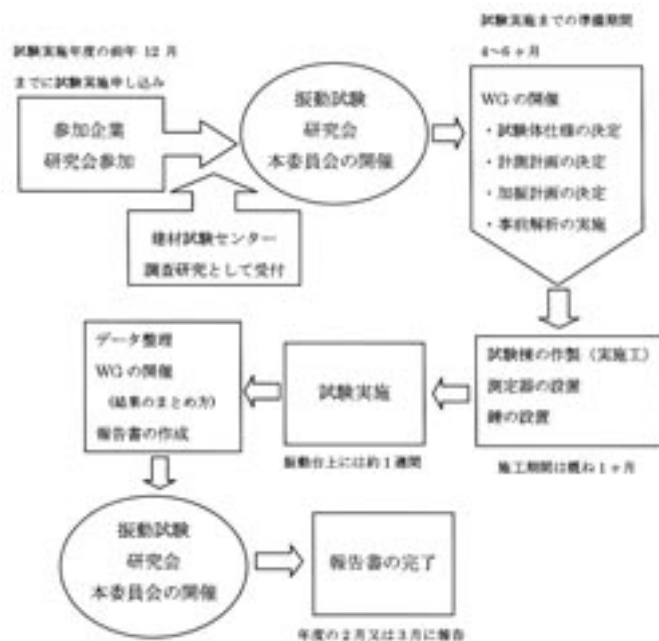 試験実施年度の前年 12 月
までに試験実施申し込み
参加企業
研究会参加
建材試験センター
調査研究として受付
振動試験
研究会
本委員会の開催
試験実施までの準備期間
4~6ヶ月
WGの開催
・試験体仕様の決定
・計測計画の決定
・加振計画の決定
・事前解析の実施
試験棟の作製（実施工）
測定器の設置
錘の設置
施工期間は概ね1ヶ月
試験実施
振動台上には約1週間
データ整理
WGの開催
（結果のまとめ方）
報告書の作成
振動試験
研究会
本委員会の開催
報告書の完了
年度の2月又は3月に報告